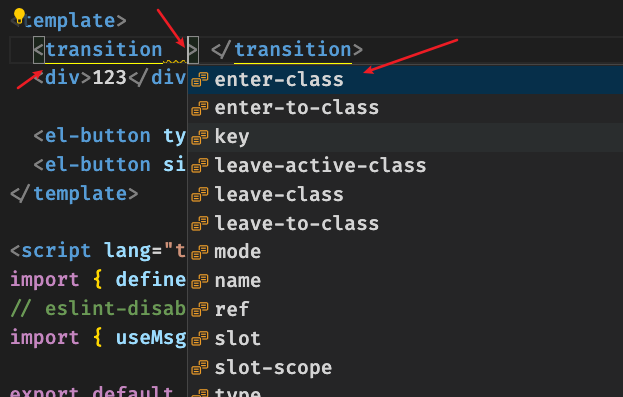 <template>
<transition > </transition>
enter-class
<div>123</div
enter-to-class
key
<el-button ty
leave-active-class
<el-button si
leave-class
</template>
leave-to-class
<script lang="t
mode
import { define
name
// eslint-disab
ref
import { useMsg
slot
slot-scope
export default
type